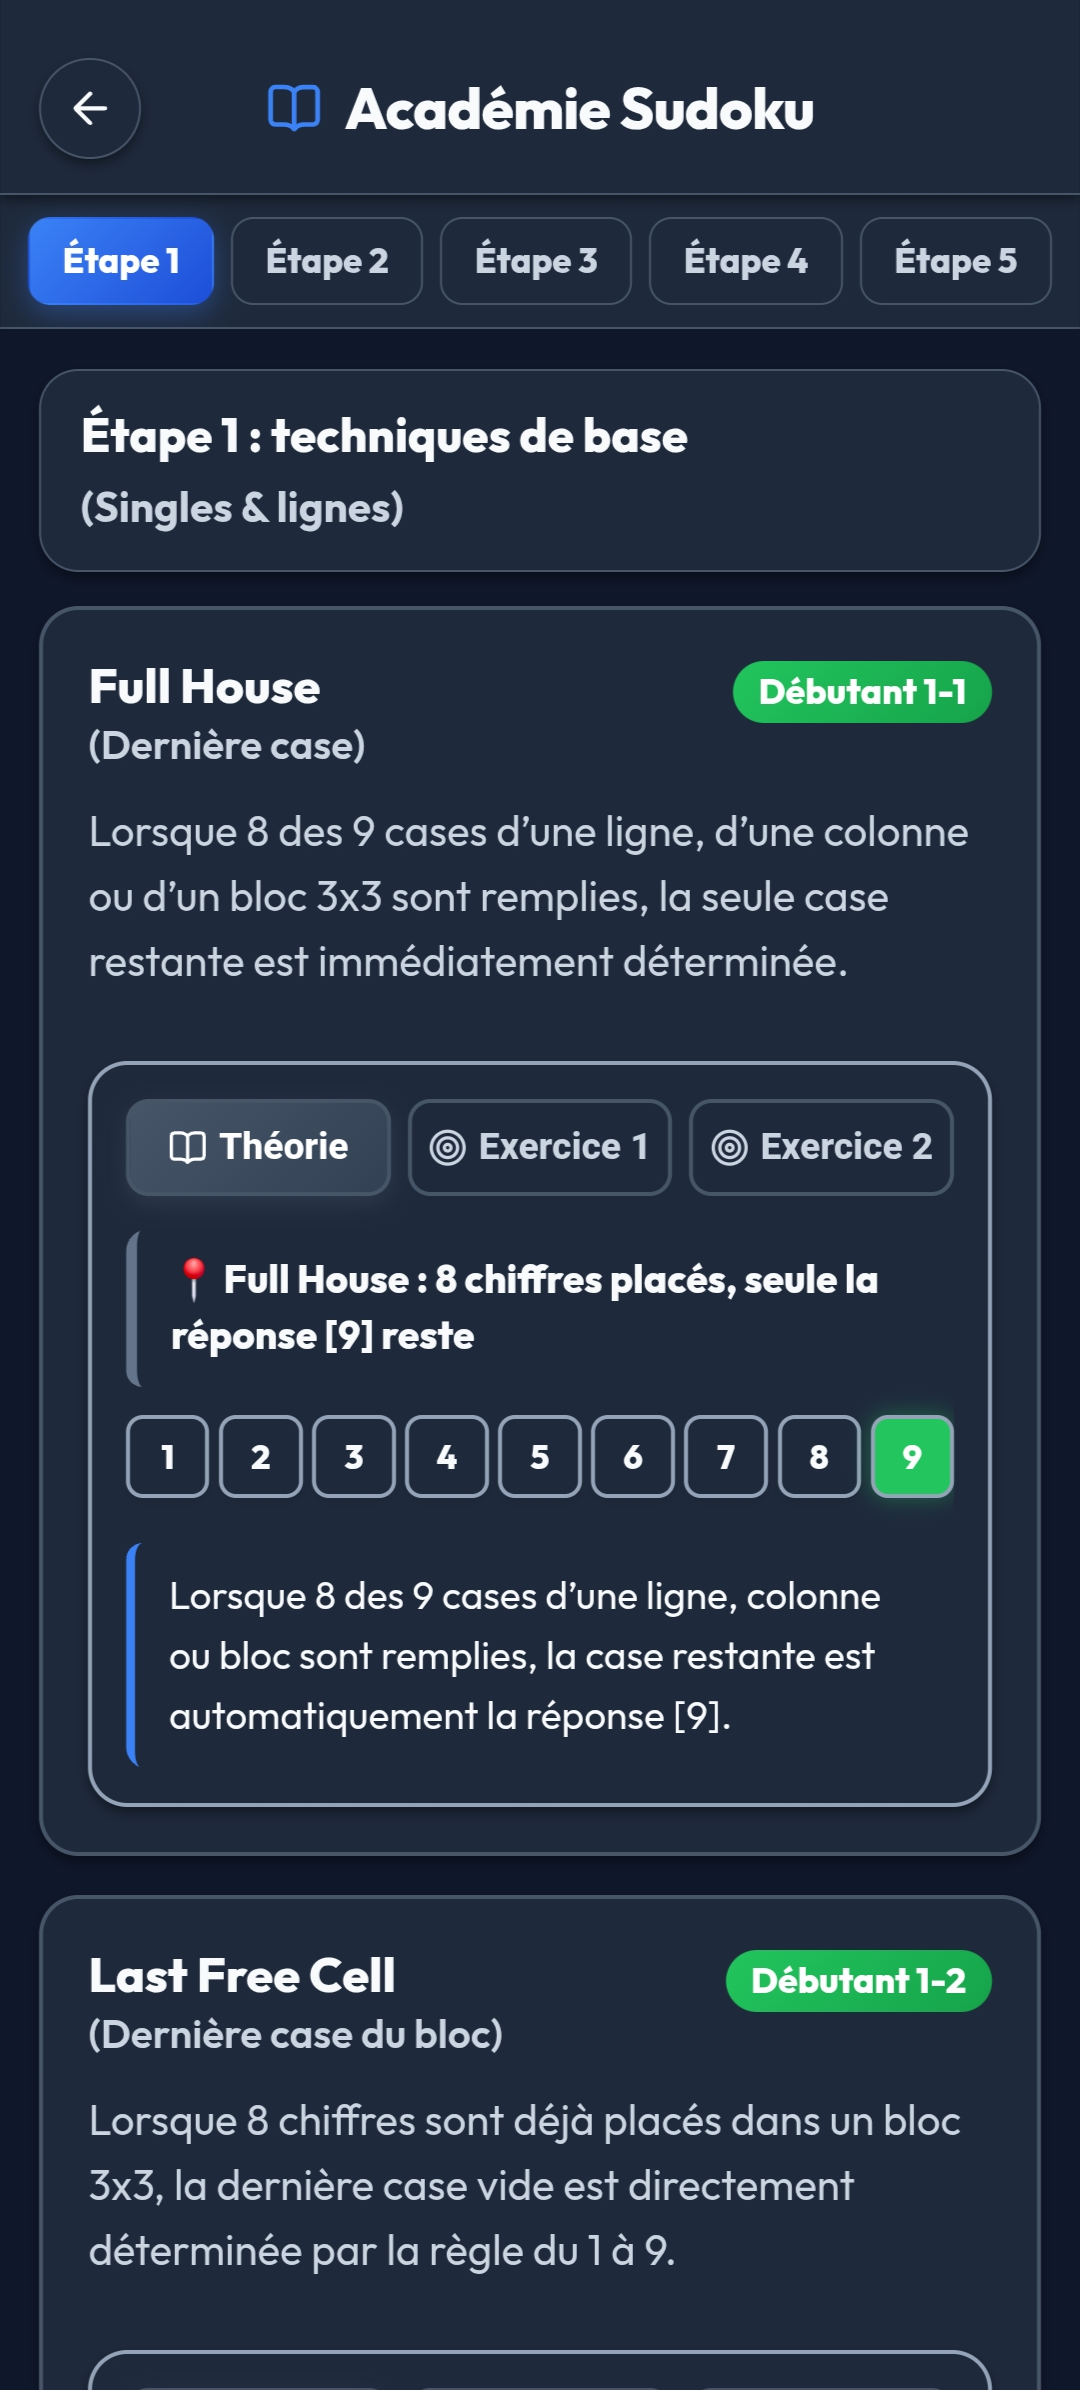 Académie Sudoku
Étape 1
Étape 2
Étape 3
Étape 4
Étape 5
Étape 1 : techniques de base
(Singles & lignes)
Full House
Débutant 1-1
(Dernière case)
Lorsque 8 des 9 cases d’une ligne, d’une colonne
ou d’un bloc 3x3 sont remplies, la seule case
restante est immédiatement déterminée.
Théorie
Exercice 1
Exercice 2
📍 Full House : 8 chiffres placés, seule la
réponse [9] reste
1 2 3 4 5 6 7 8 9
Lorsque 8 des 9 cases d’une ligne, colonne
ou bloc sont remplies, la case restante est
automatiquement la réponse [9].
Last Free Cell
Débutant 1-2
(Dernière case du bloc)
Lorsque 8 chiffres sont déjà placés dans un bloc
3x3, la dernière case vide est directement
déterminée par la règle du 1 à 9.